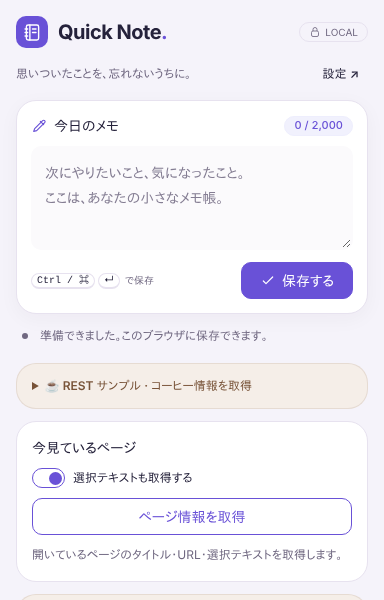 Quick Note.
LOCAL
思いついたことを、忘れないうちに。
設定 ↗
今日のメモ
0 / 2,000
次にやりたいこと、気になったこと。
ここは、あなたの小さなメモ帳。
Ctrl / ⌘ ↵ で保存
保存する
準備できました。このブラウザに保存できます。
▶ ☕ REST サンプル · コーヒー情報を取得
今見ているページ
選択テキストも取得する
ページ情報を取得
開いているページのタイトル・URL・選択テキストを取得します。